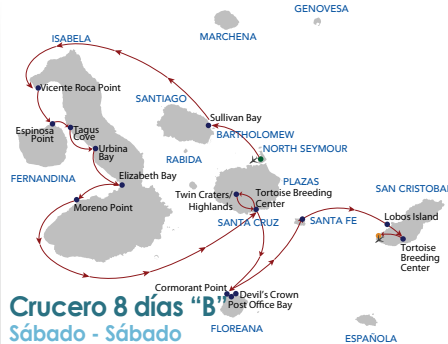 GENOVESA
MARCHENA
ISABELA
Vicente Roca Point
SANTIAGO
Sullivan Bay
BARTHOLOMEW
Espinosa
Point
Tagus
Cove
Urbina
Bay
NORTH SEYMOUR
RABIDA
FERNANDINA
Elizabeth Bay
PLAZAS
Twin Craters/
Highlands
Tortoise Breeding
Center
SAN CRISTOBAL
Moreno Point
SANTA CRUZ
SANTA FE
Lobos Island
Tortoise
Breeding
Center
Cormorant Point
Devil's Crown
Post Office Bay
FLOREANA
ESPAÑOLA
Crucero 8 días “B”
Sábado - Sábado